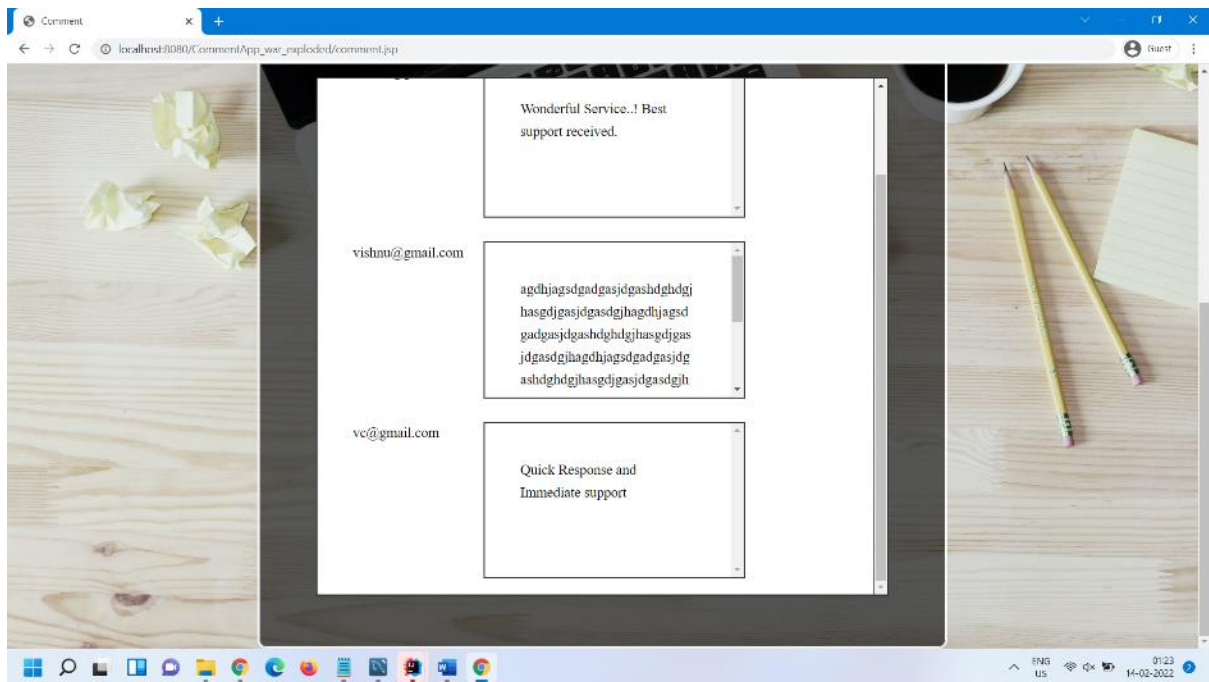 Comment
localhost:8080/CommentApp_war_exploded/comment.jsp
Guest
Wonderful Service..! Best
support received.
vishnu@gmail.com
agdhjagsdgadgasjdgashdghdgj
hasgdjgasjdgasdgjhagdhjagsd
gadgasjdgashdghdgjhasgdjgas
jdgasdgjhagdhjagsdgadgasjdg
ashdghdgjhasgdjgasjdgasdgjh
vc@gmail.com
Quick Response and
Immediate support
ENG
US
01:23
14-02-2022
2